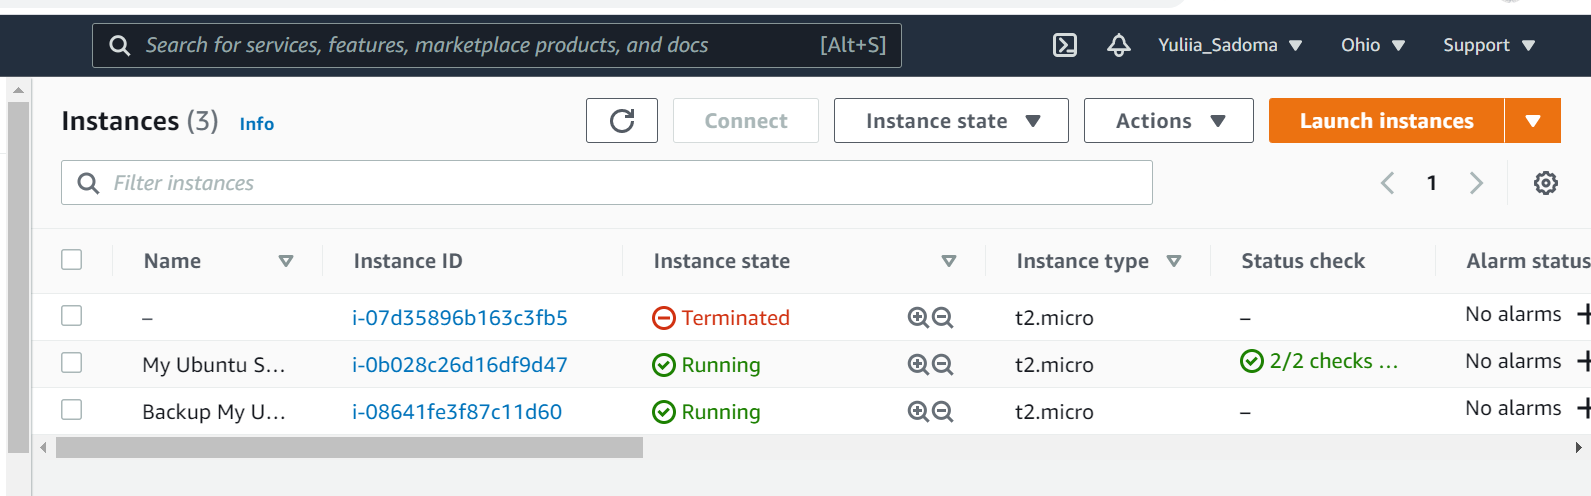 Search for services, features, marketplace products, and docs [Alt+S] Yuliia_Sadoma Ohio Support
Instances (3) Info Connect Instance state Actions Launch instances
Filter instances 1
Name Instance ID Instance state Instance type Status check Alarm status
– i-07d35896b163c3fb5 Terminated t2.micro – No alarms
My Ubuntu S... i-0b028c26d16df9d47 Running t2.micro 2/2 checks ... No alarms
Backup My U... i-08641fe3f87c11d60 Running t2.micro – No alarms